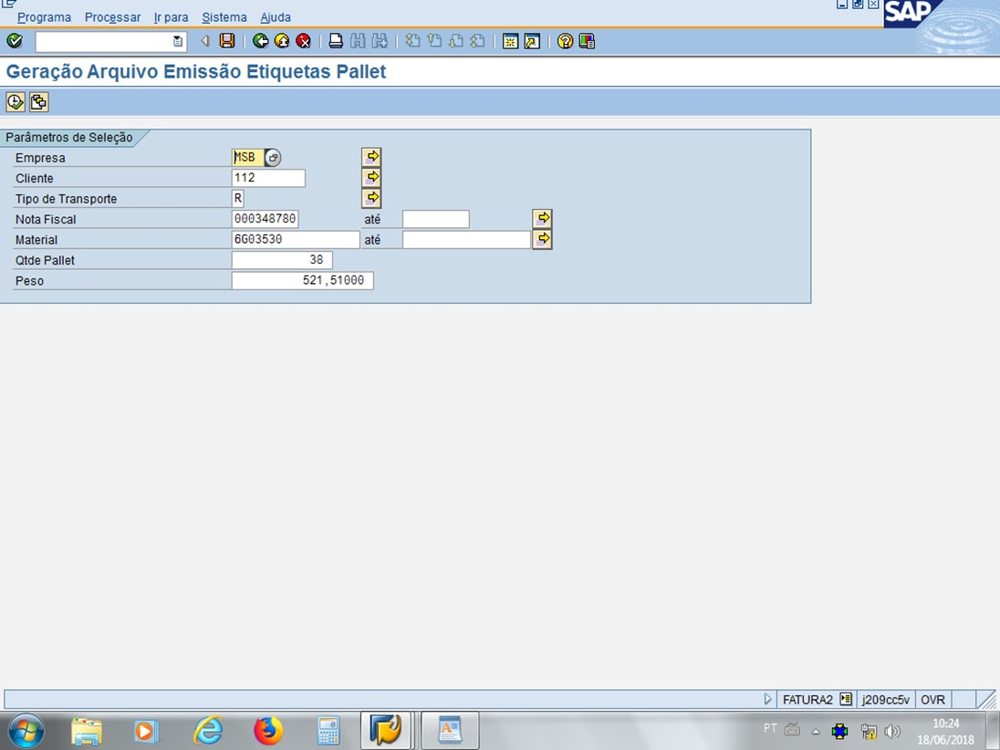 Programa Processar Ir para Sistema Ajuda
SAP
Geração Arquivo Emissão Etiquetas Pallet
Parâmetros de Seleção
Empresa MSB
Cliente 112
Tipo de Transporte R
Nota Fiscal 000348780 até
Material 6G03530 até
Qtde Pallet 38
Peso 521,51000
FATURA2 j209cc5v OVR
PT 10:24
18/06/2018